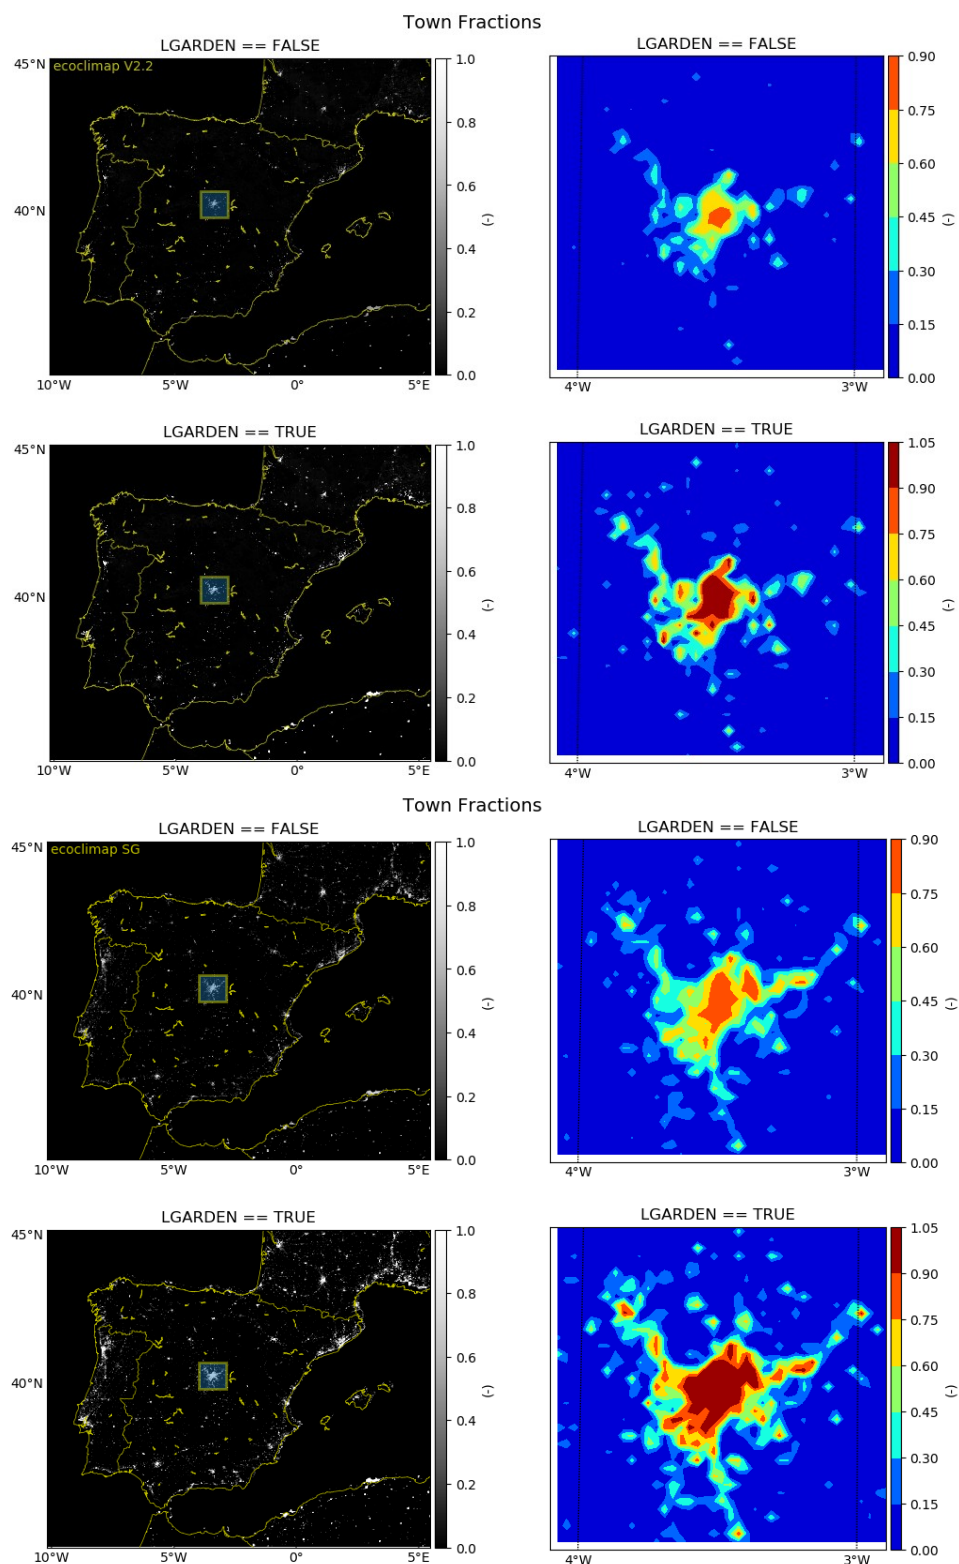 Town Fractions
LGARDEN == FALSE
ecoclimap V2.2
45°N
40°N
10°W
5°W
0°
5°E
1.0
0.8
0.6
0.4
0.2
0.0
(-)
LGARDEN == FALSE
4°W
3°W
0.90
0.75
0.60
0.45
0.30
0.15
0.00
(-)
LGARDEN == TRUE
45°N
40°N
10°W
5°W
0°
5°E
1.0
0.8
0.6
0.4
0.2
0.0
(-)
LGARDEN == TRUE
4°W
3°W
1.05
0.90
0.75
0.60
0.45
0.30
0.15
0.00
(-)
Town Fractions
LGARDEN == FALSE
ecoclimap SG
45°N
40°N
10°W
5°W
0°
5°E
1.0
0.8
0.6
0.4
0.2
0.0
(-)
LGARDEN == FALSE
4°W
3°W
0.90
0.75
0.60
0.45
0.30
0.15
0.00
(-)
LGARDEN == TRUE
45°N
40°N
10°W
5°W
0°
5°E
1.0
0.8
0.6
0.4
0.2
0.0
(-)
LGARDEN == TRUE
4°W
3°W
1.05
0.90
0.75
0.60
0.45
0.30
0.15
0.00
(-)